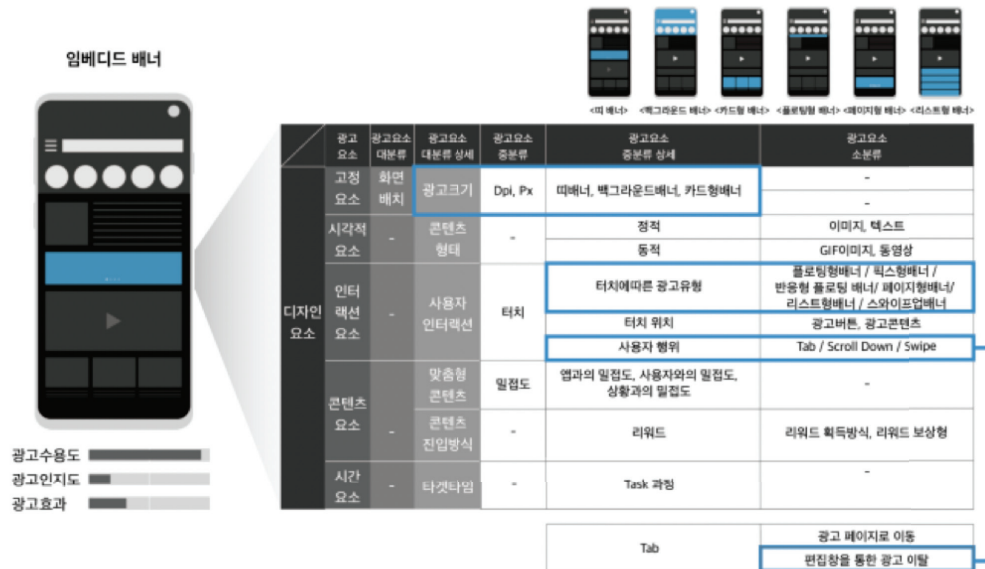 임베디드 배너
<띠 배너> <백그라운드 배너> <카드형 배너> <플로팅형 배너> <페이지형 배너> <리스트형 배너>
광고 요소
광고요소 대분류
광고요소 대분류 상세
광고요소 중분류
광고요소 중분류 상세
광고요소 소분류
디자인 요소
고정 요소
화면 배치
광고크기
Dpi, Px
띠배너, 백그라운드배너, 카드형배너
-
-
시각적 요소
-
콘텐츠 형태
-
정적
이미지, 텍스트
동적
GIF이미지, 동영상
인터랙션 요소
-
사용자 인터랙션
터치
터치에따른 광고유형
플로팅형배너 / 픽스형배너 /
반응형 플로팅 배너/ 페이지형배너/
리스트형배너 / 스와이프업배너
터치 위치
광고버튼, 광고콘텐츠
사용자 행위
Tab / Scroll Down / Swipe
콘텐츠 요소
-
맞춤형 콘텐츠
밀접도
앱과의 밀접도, 사용자와의 밀접도,
상황과의 밀접도
-
콘텐츠 진입방식
-
리워드
리워드 획득방식, 리워드 보상형
시간 요소
-
타겟타임
-
Task 과정
-
광고수용도
광고인지도
광고효과
Tab
광고 페이지로 이동
편집창을 통한 광고 이탈